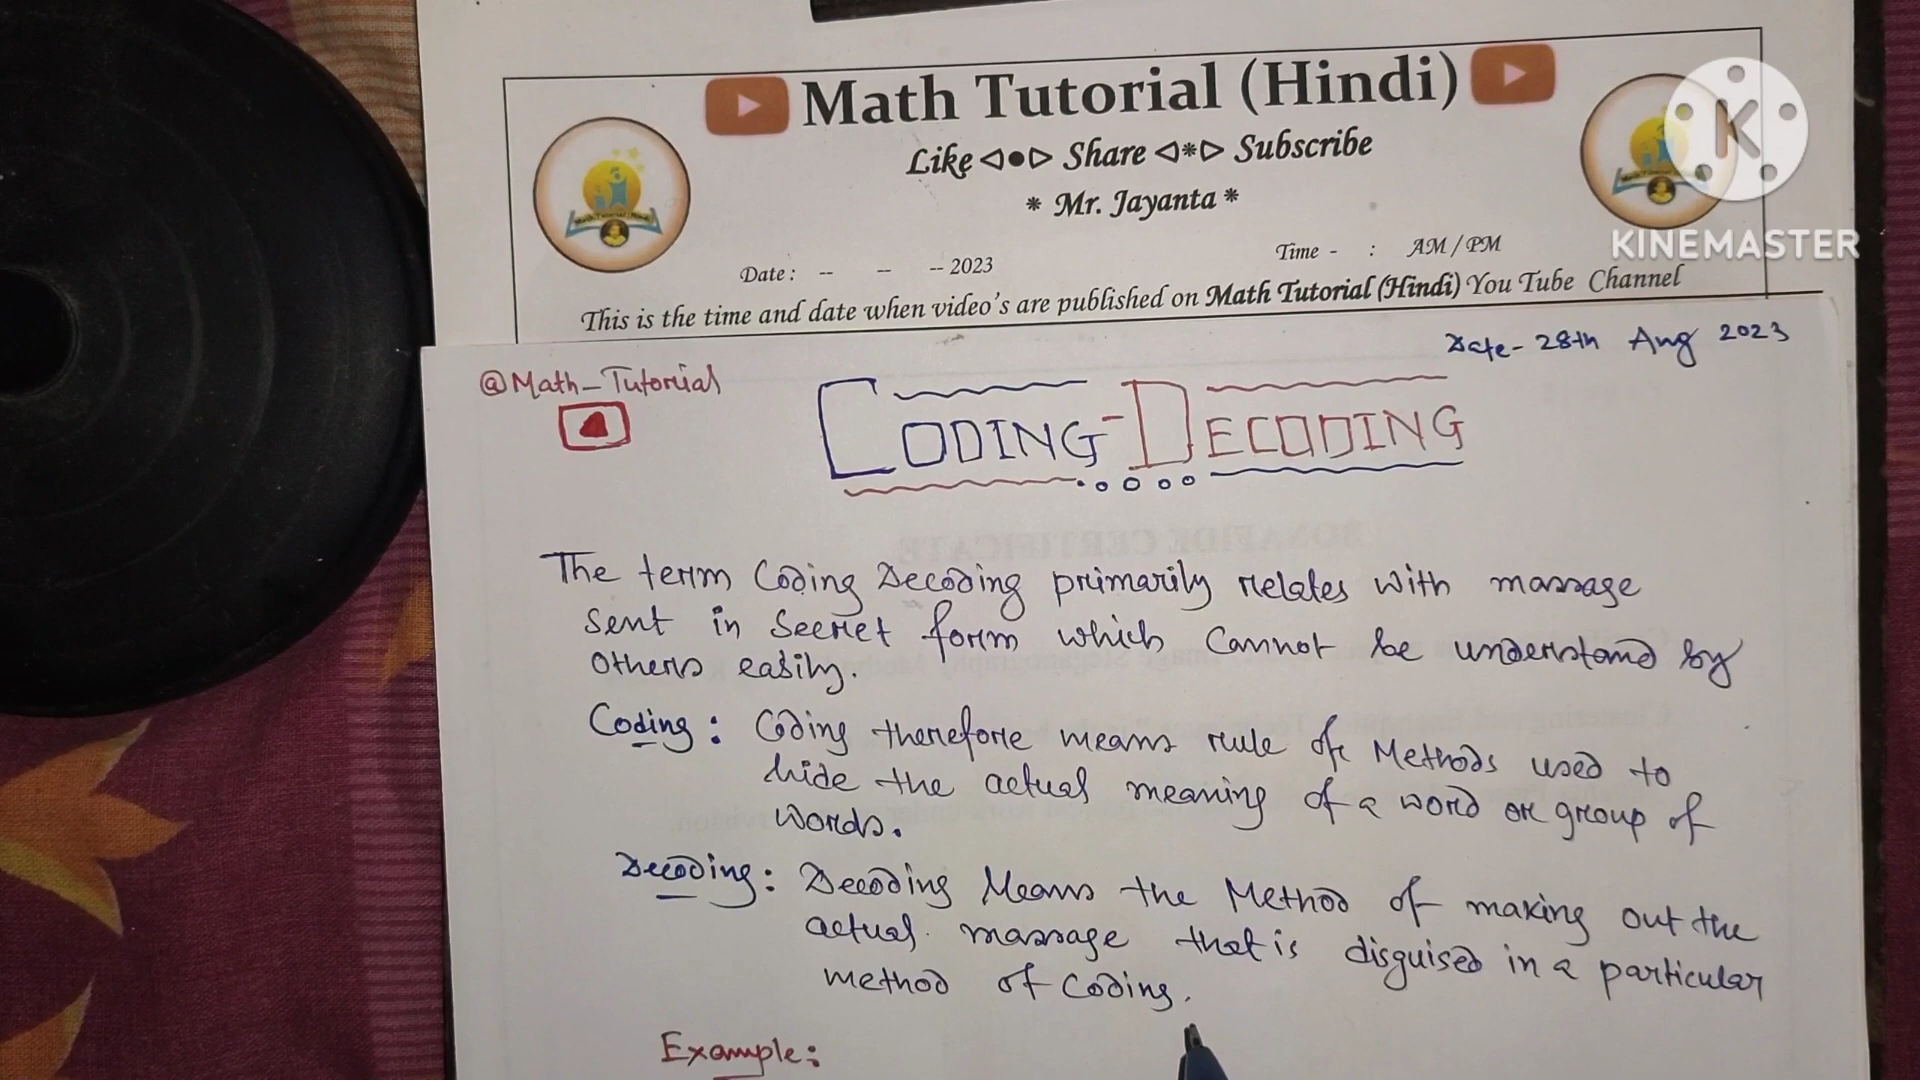 Math Tutorial (Hindi)
Like ◁●▷ Share ◁*▷ Subscribe
* Mr. Jayanta *
Date : -- -- -- 2023
Time - : AM / PM
This is the time and date when video's are published on Math Tutorial (Hindi) You Tube Channel
K
KINEMASTER
Date - 28th Aug 2023
@Math_Tutorial
CODING-DECODING
The term Coding Decoding primarily relates with massage
sent in Secret form which Cannot be understand by
others easily.
Coding : Coding therefore means rule of Methods used to
hide the actual meaning of a word or group of
words.
Decoding : Decoding Means the Method of making out the
actual massage that is disguised in a particular
method of Coding.
Example :
BONAFIDE CERTIFICATE